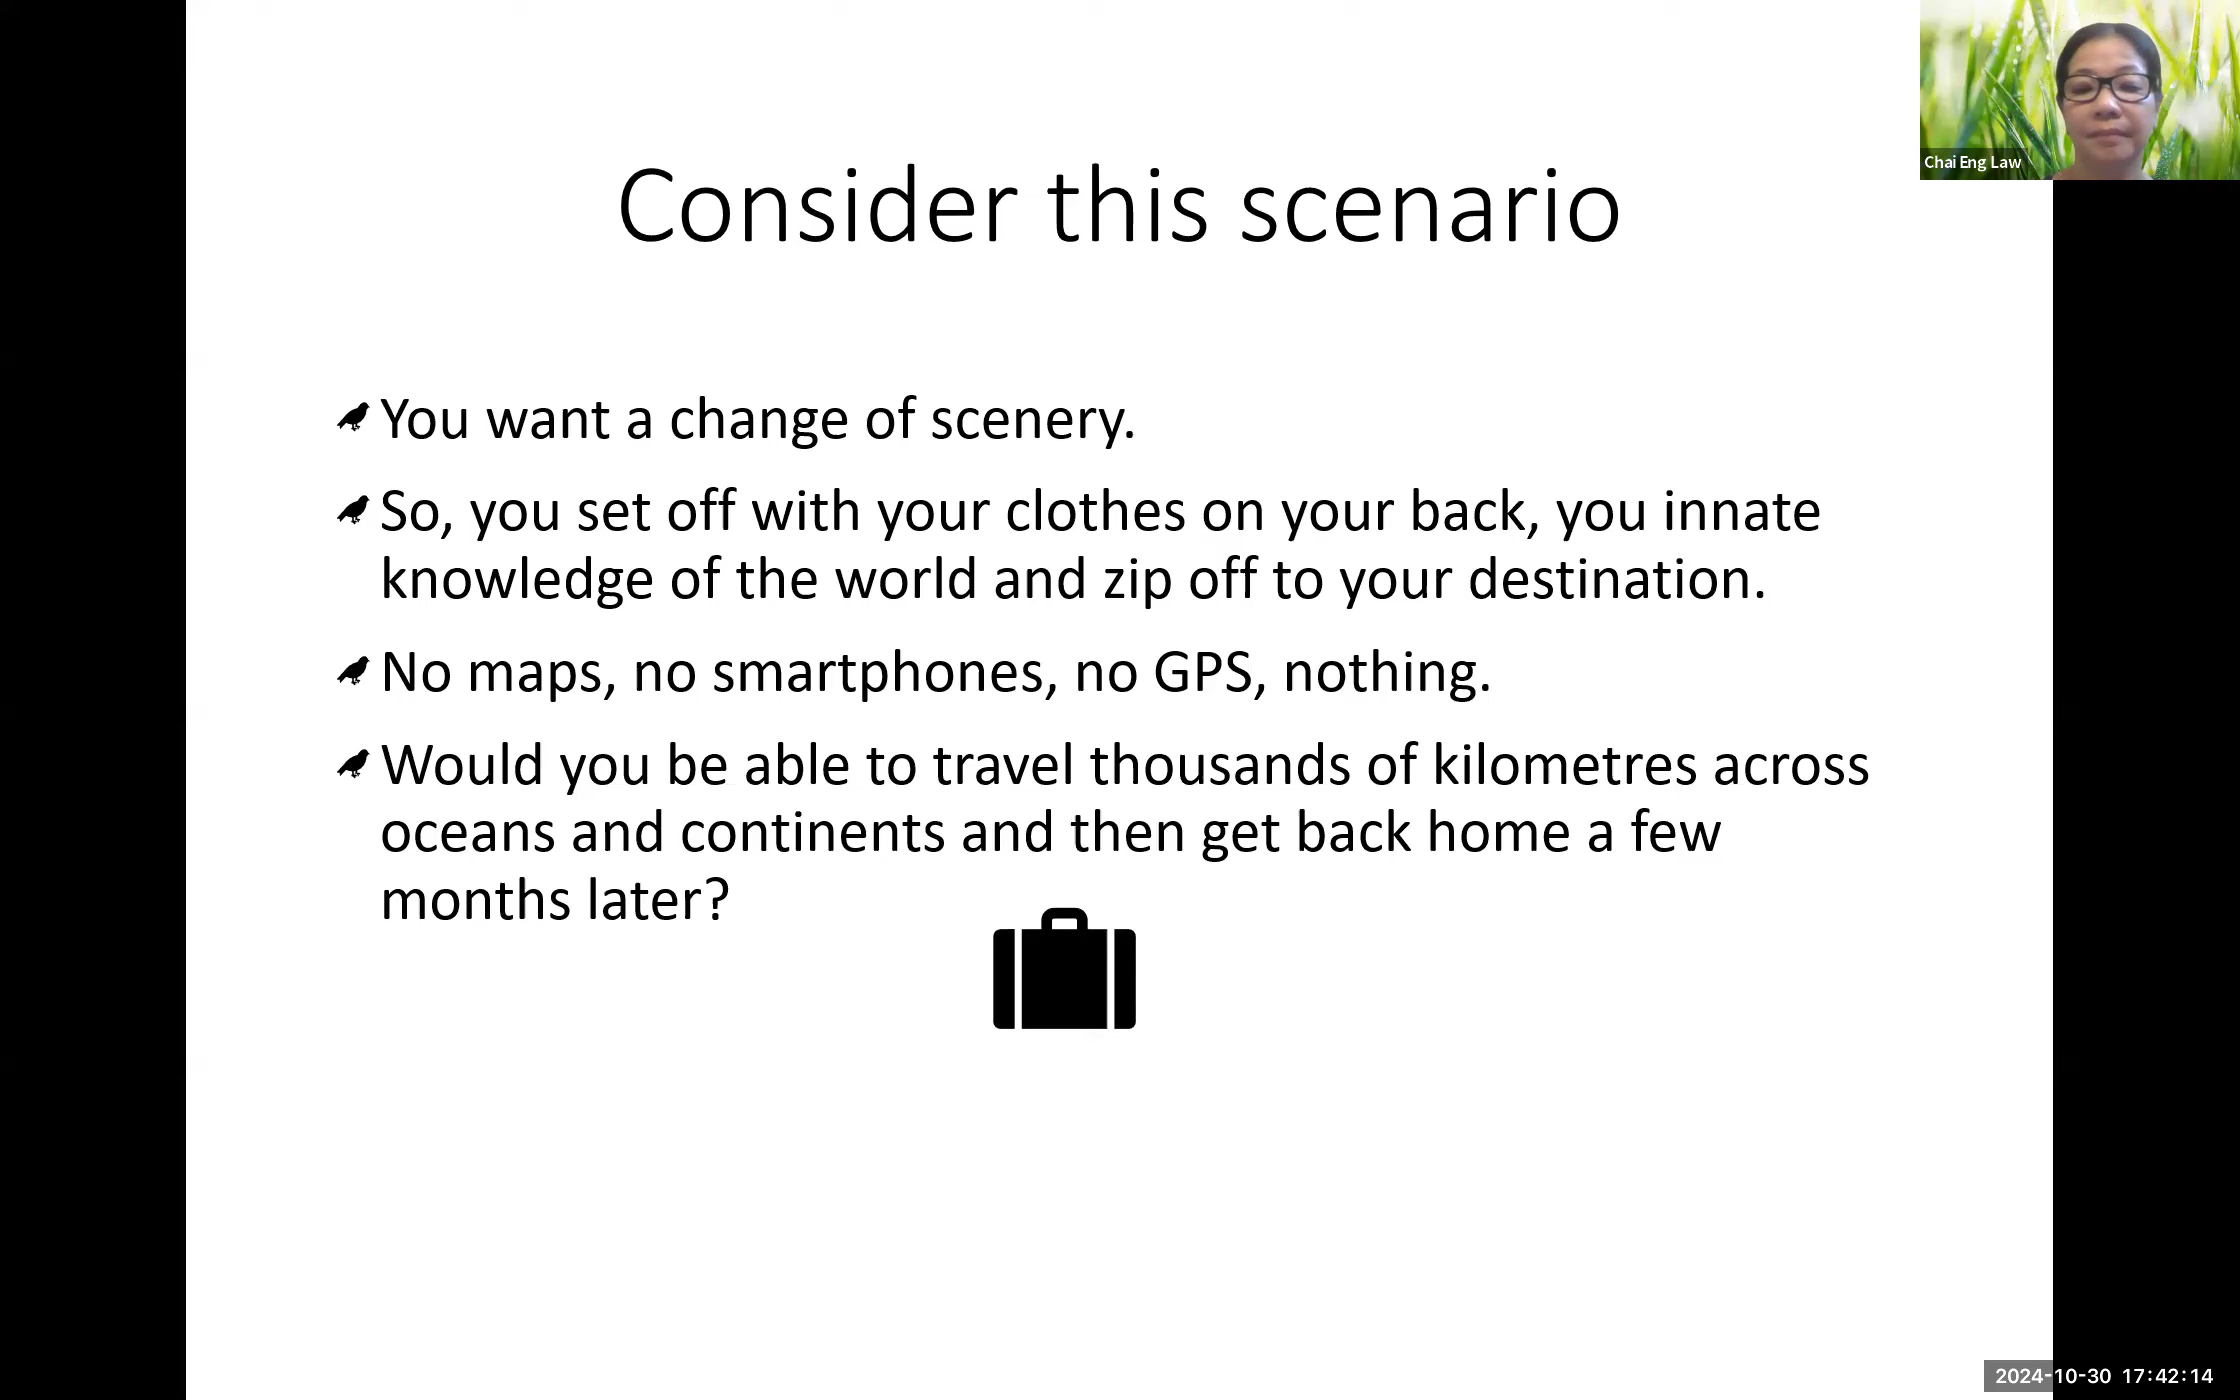 Chai Eng Law
Consider this scenario
You want a change of scenery.
So, you set off with your clothes on your back, you innate
knowledge of the world and zip off to your destination.
No maps, no smartphones, no GPS, nothing.
Would you be able to travel thousands of kilometres across
oceans and continents and then get back home a few
months later?
2024-10-30 17:42:14